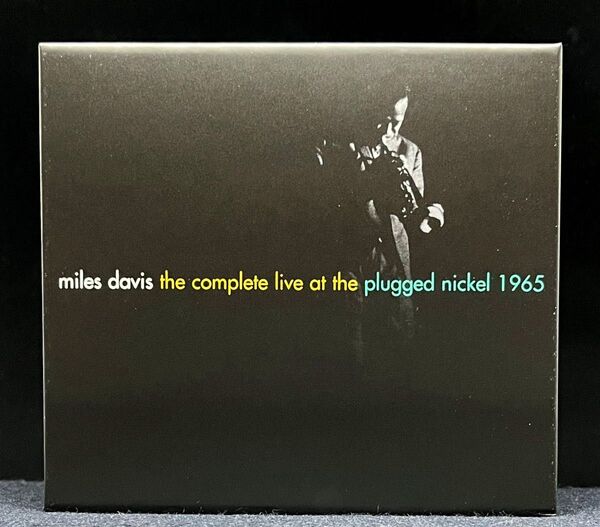 miles davis the complete live at the plugged nickel 1965